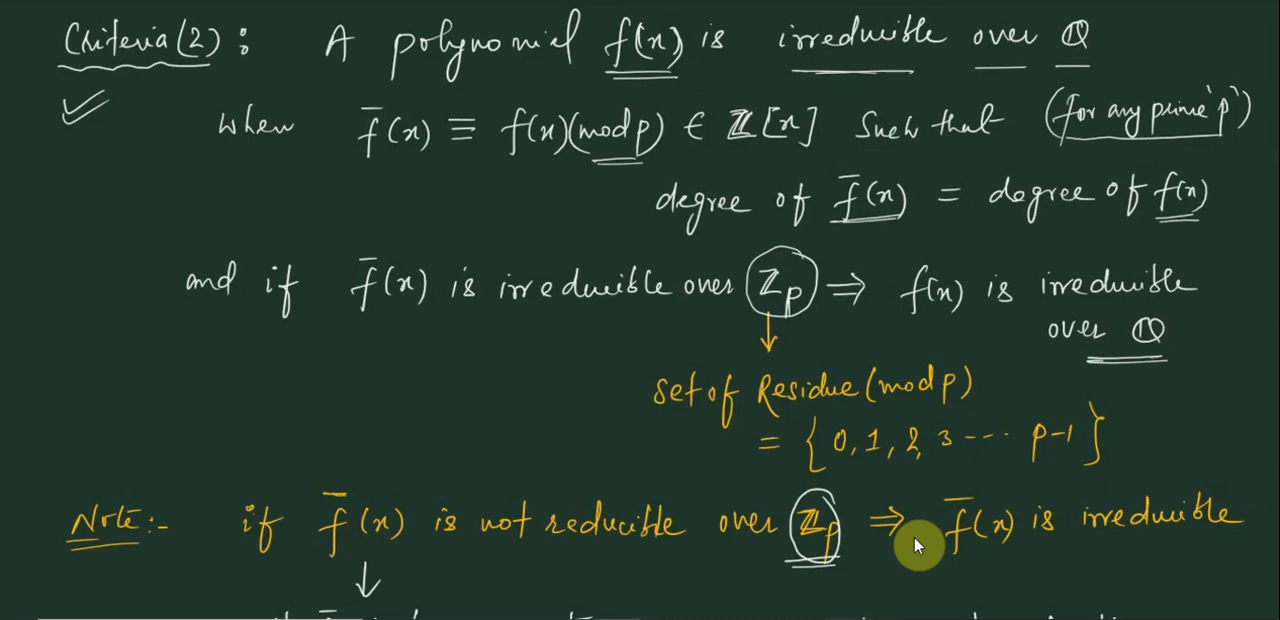 Criteria(2): A polynomial f(x) is irreducible over ℚ
when f̄(x) ≡ f(x)(mod p) ∈ ℤ[x] Such that (for any prime 'p')
degree of f̄(x) = degree of f(x)
and if f̄(x) is irreducible over ℤp ⇒ f(x) is irreducible
over ℚ
↓
Set of Residue (mod p)
= {0, 1, 2, 3 --- p-1}
Note:- if f̄(x) is not reducible over ℤp ⇒ f̄(x) is irreducible
↓